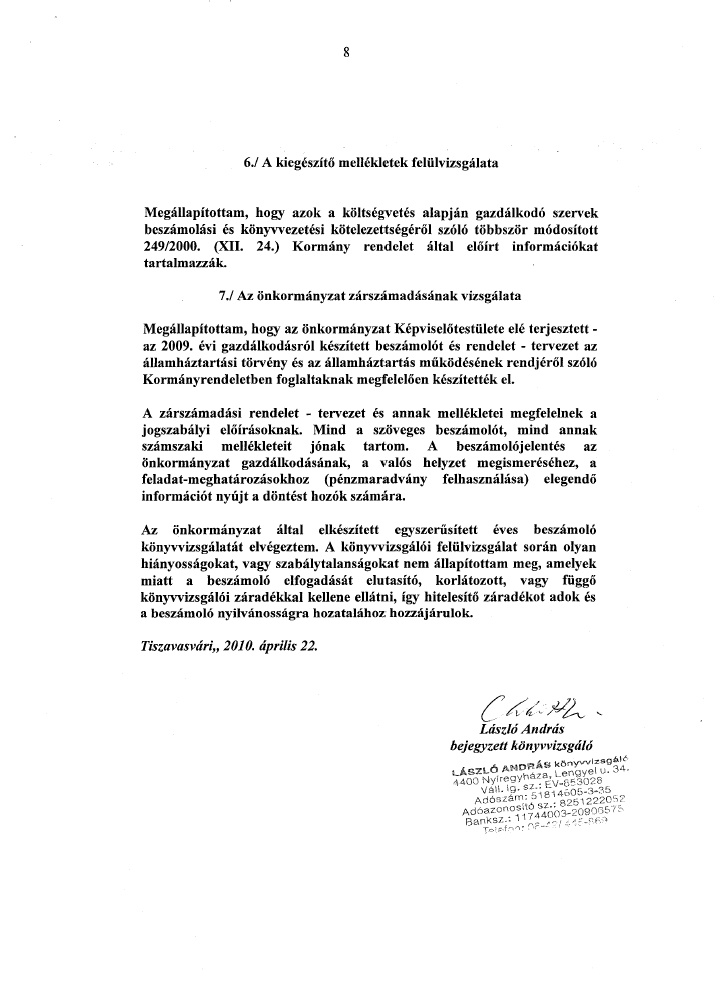 8
6./ A kiegészítő mellékletek felülvizsgálata
Megállapítottam, hogy azok a költségvetés alapján gazdálkodó szervek
beszámolási és könyvvezetési kötelezettségéről szóló többször módosított
249/2000. (XII. 24.) Kormány rendelet által előírt információkat
tartalmazzák.
7./ Az önkormányzat zárszámadásának vizsgálata
Megállapítottam, hogy az önkormányzat Képviselőtestülete elé terjesztett -
az 2009. évi gazdálkodásról készített beszámolót és rendelet - tervezet az
államháztartási törvény és az államháztartás működésének rendjéről szóló
Kormányrendeletben foglaltaknak megfelelően készítették el.
A zárszámadási rendelet - tervezet és annak mellékletei megfelelnek a
jogszabályi előírásoknak. Mind a szöveges beszámolót, mind annak
számszaki mellékleteit jónak tartom. A beszámolójelentés az
önkormányzat gazdálkodásának, a valós helyzet megismeréséhez, a
feladat-meghatározásokhoz (pénzmaradvány felhasználása) elegendő
információt nyújt a döntést hozók számára.
Az önkormányzat által elkészített egyszerűsített éves beszámoló
könyvvizsgálatát elvégeztem. A könyvvizsgálói felülvizsgálat során olyan
hiányosságokat, vagy szabálytalanságokat nem állapítottam meg, amelyek
miatt a beszámoló elfogadását elutasító, korlátozott, vagy függő
könyvvizsgálói záradékkal kellene ellátni, így hitelesítő záradékot adok és
a beszámoló nyilvánosságra hozatalához hozzájárulok.
Tiszavasvári,, 2010. április 22.
László András
bejegyzett könyvvizsgáló
LÁSZLÓ ANDRÁS könyvvizsgáló
4400 Nyíregyháza, Lengyel u. 34.
Váll. ig. sz.: EV-853028
Adószám: 51814605-3-35
Adóazonosító sz.: 8251222052
Banksz.: 11744003-20906575
Telefon: